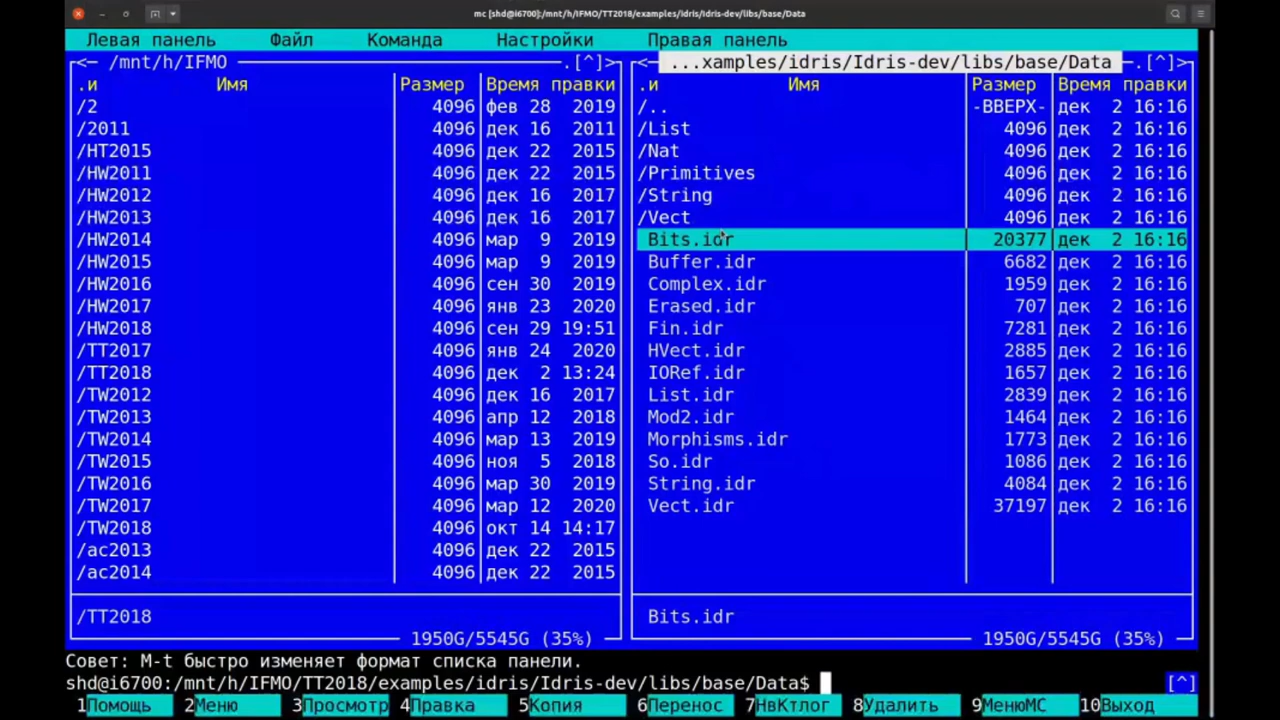 mc [shd@i6700]:/mnt/h/IFMO/TT2018/examples/idris/Idris-dev/libs/base/Data
Левая панель Файл Команда Настройки Правая панель
<─ /mnt/h/IFMO .[^]>
.и Имя Размер Время правки
/2 4096 фев 28 2019
/2011 4096 дек 16 2011
/HT2015 4096 дек 22 2015
/HW2011 4096 дек 22 2015
/HW2012 4096 дек 16 2017
/HW2013 4096 дек 16 2017
/HW2014 4096 мар 9 2019
/HW2015 4096 мар 9 2019
/HW2016 4096 сен 30 2019
/HW2017 4096 янв 23 2020
/HW2018 4096 сен 29 19:51
/TT2017 4096 янв 24 2020
/TT2018 4096 дек 2 13:24
/TW2012 4096 дек 16 2017
/TW2013 4096 апр 12 2018
/TW2014 4096 мар 13 2019
/TW2015 4096 ноя 5 2018
/TW2016 4096 мар 30 2019
/TW2017 4096 мар 12 2020
/TW2018 4096 окт 14 14:17
/ac2013 4096 дек 22 2015
/ac2014 4096 дек 22 2015
/TT2018
1950G/5545G (35%)
<─ ...xamples/idris/Idris-dev/libs/base/Data .[^]>
.и Имя Размер Время правки
/.. -ВВЕРХ- дек 2 16:16
/List 4096 дек 2 16:16
/Nat 4096 дек 2 16:16
/Primitives 4096 дек 2 16:16
/String 4096 дек 2 16:16
/Vect 4096 дек 2 16:16
Bits.idr 20377 дек 2 16:16
Buffer.idr 6682 дек 2 16:16
Complex.idr 1959 дек 2 16:16
Erased.idr 707 дек 2 16:16
Fin.idr 7281 дек 2 16:16
HVect.idr 2885 дек 2 16:16
IORef.idr 1657 дек 2 16:16
List.idr 2839 дек 2 16:16
Mod2.idr 1464 дек 2 16:16
Morphisms.idr 1773 дек 2 16:16
So.idr 1086 дек 2 16:16
String.idr 4084 дек 2 16:16
Vect.idr 37197 дек 2 16:16
Bits.idr
1950G/5545G (35%)
Совет: M-t быстро изменяет формат списка панели.
shd@i6700:/mnt/h/IFMO/TT2018/examples/idris/Idris-dev/libs/base/Data$ [^]
1Помощь 2Меню 3Просмотр 4Правка 5Копия 6Перенос 7НвКтлог 8Удалить 9МенюMC 10Выход